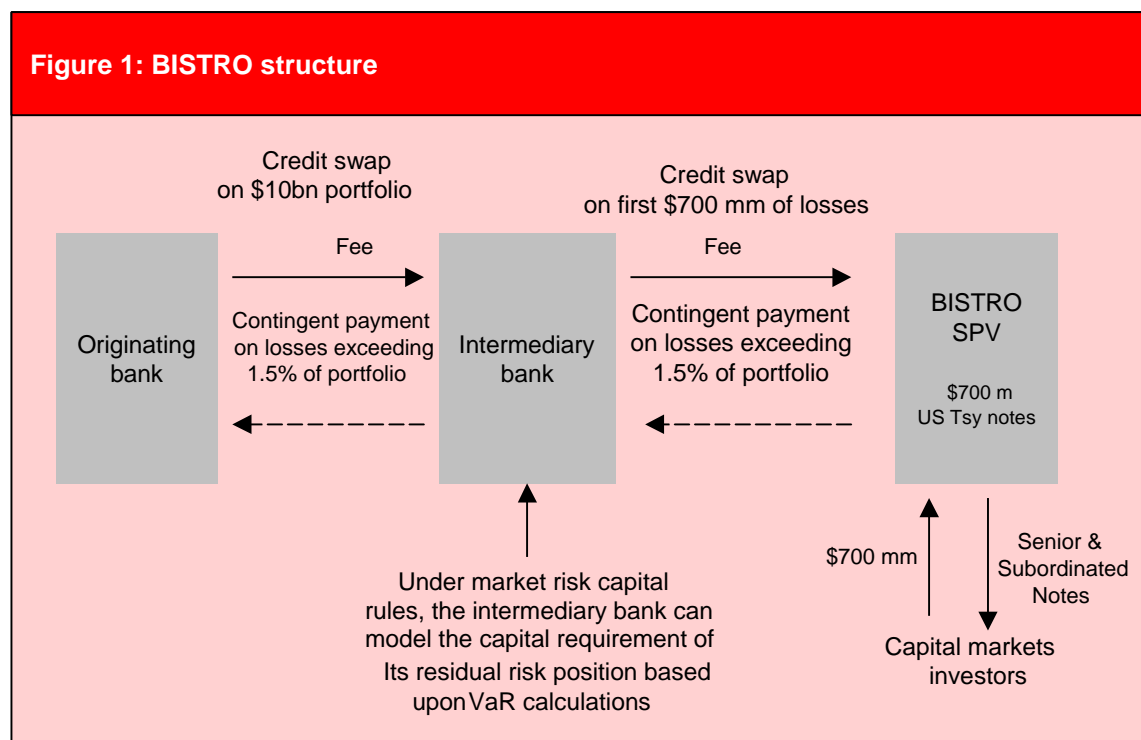 Figure 1: BISTRO structure
Credit swap
on $10bn portfolio
Credit swap
on first $700 mm of losses
Fee
Fee
Originating
bank
Contingent payment
on losses exceeding
1.5% of portfolio
Intermediary
bank
Contingent payment
on losses exceeding
1.5% of portfolio
BISTRO
SPV
$700 m
US Tsy notes
$700 mm
Senior &
Subordinated
Notes
Under market risk capital
rules, the intermediary bank can
model the capital requirement of
Its residual risk position based
upon VaR calculations
Capital markets
investors